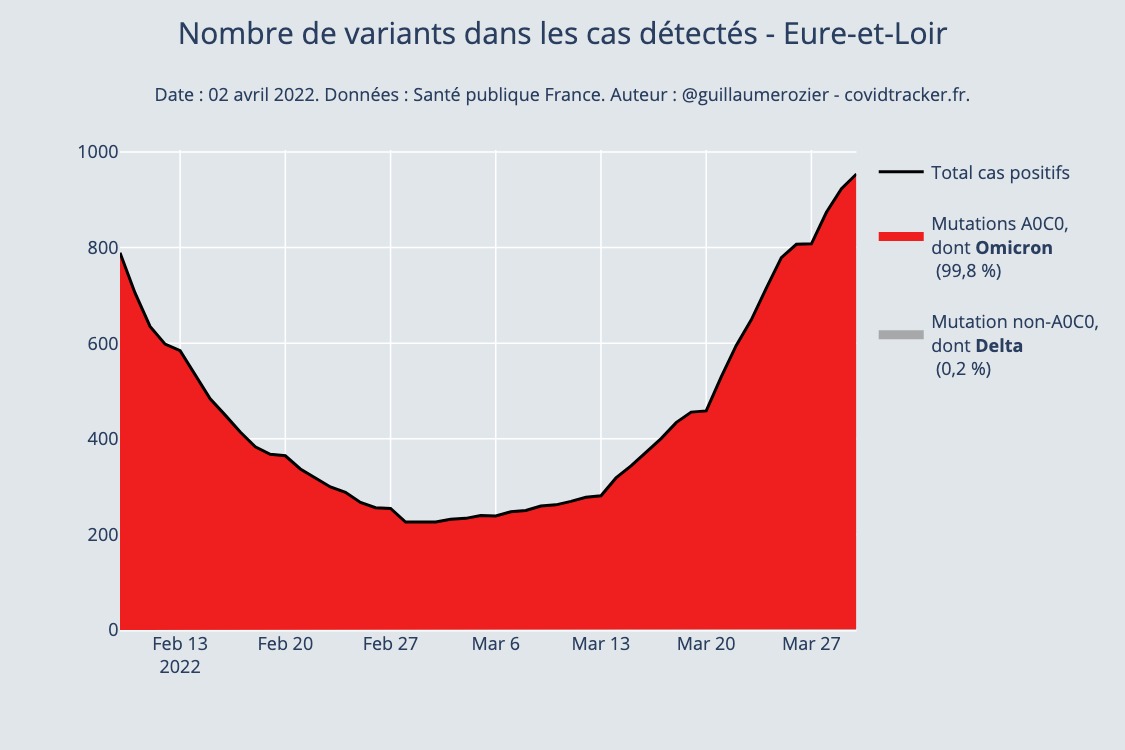 Nombre de variants dans les cas détectés - Eure-et-Loir
Date : 02 avril 2022. Données : Santé publique France. Auteur : @guillaumerozier - covidtracker.fr.
1000
800
600
400
200
0
Feb 13
2022
Feb 20
Feb 27
Mar 6
Mar 13
Mar 20
Mar 27
Total cas positifs
Mutations A0C0,
dont Omicron
(99,8 %)
Mutation non-A0C0,
dont Delta
(0,2 %)